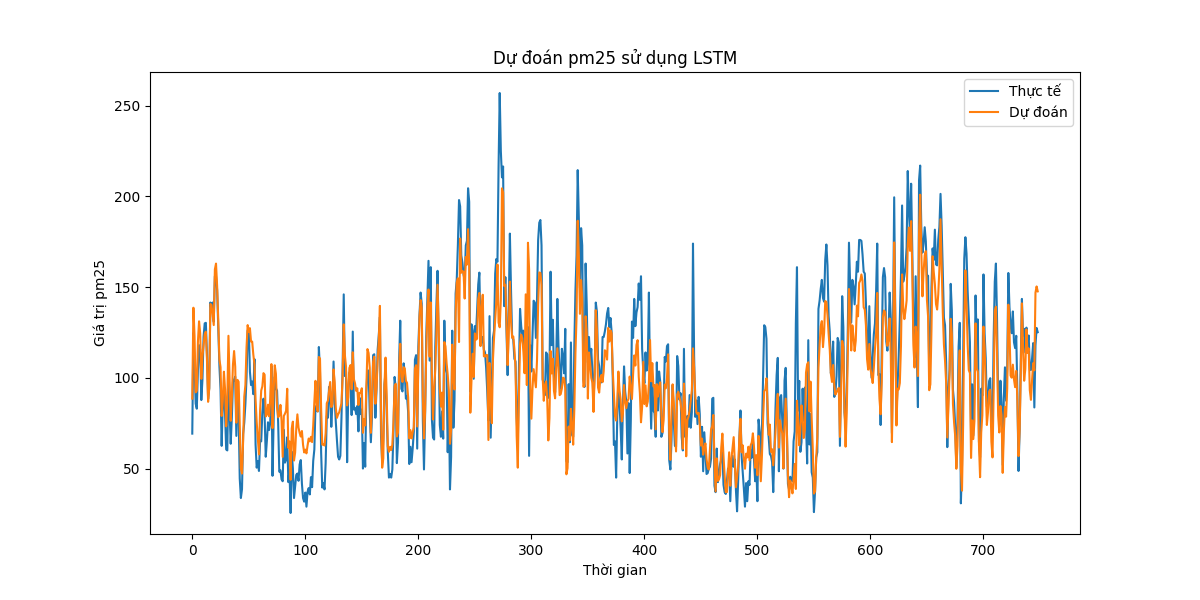 Dự đoán pm25 sử dụng LSTM
Thực tế
Dự đoán
Giá trị pm25
250
200
150
100
50
0 100 200 300 400 500 600 700
Thời gian